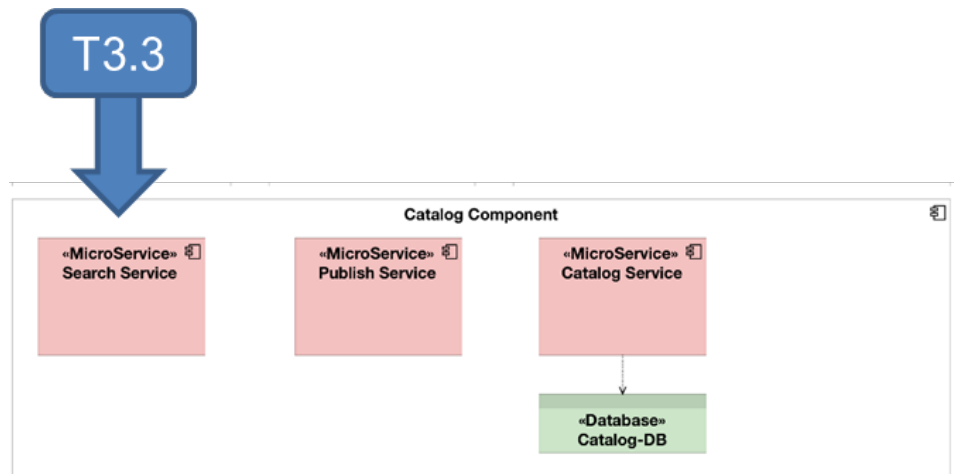 T3.3
Catalog Component
«MicroService»
Search Service
«MicroService»
Publish Service
«MicroService»
Catalog Service
«Database»
Catalog-DB